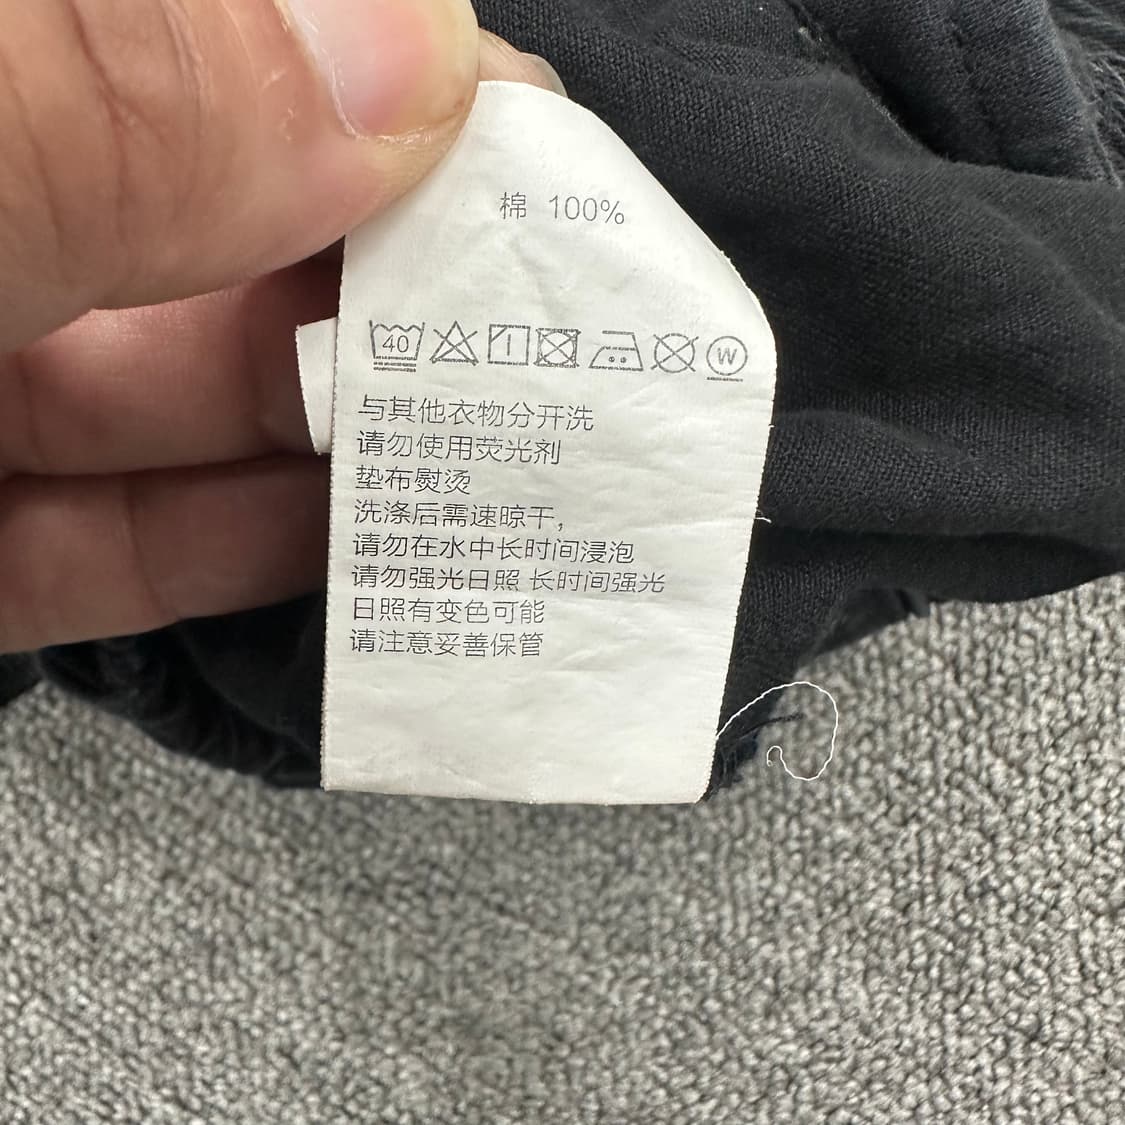 棉 100%
40 W
与其他衣物分开洗
请勿使用荧光剂
垫布熨烫
洗涤后需速晾干，
请勿在水中长时间浸泡
请勿强光日照 长时间强光
日照有变色可能
请注意妥善保管